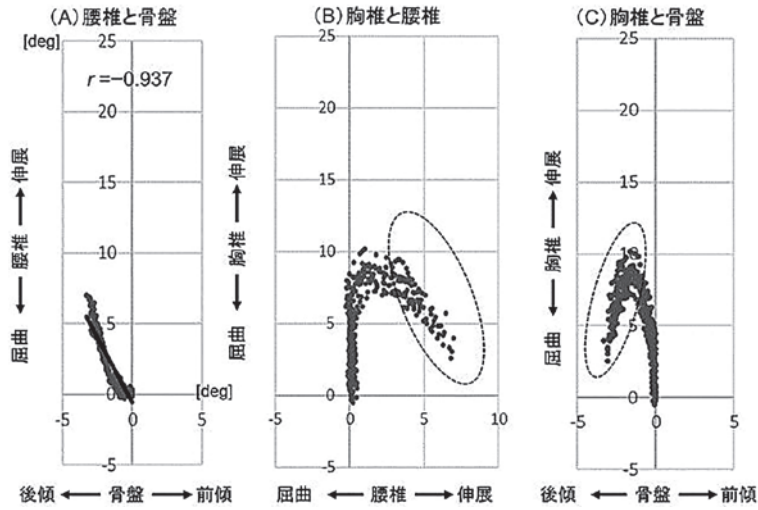 (A)腰椎と骨盤
[deg]
25
r=−0.937
20
15
10
5
0
-5
-5
0
5
[deg]
屈曲 ← 腰椎 → 伸展
後傾 ← 骨盤 → 前傾
(B)胸椎と腰椎
25
20
15
10
5
0
-5
-5
0
5
10
屈曲 ← 胸椎 → 伸展
屈曲 ← 腰椎 → 伸展
(C)胸椎と骨盤
25
20
15
10
5
0
-5
-5
0
5
屈曲 ← 胸椎 → 伸展
後傾 ← 骨盤 → 前傾